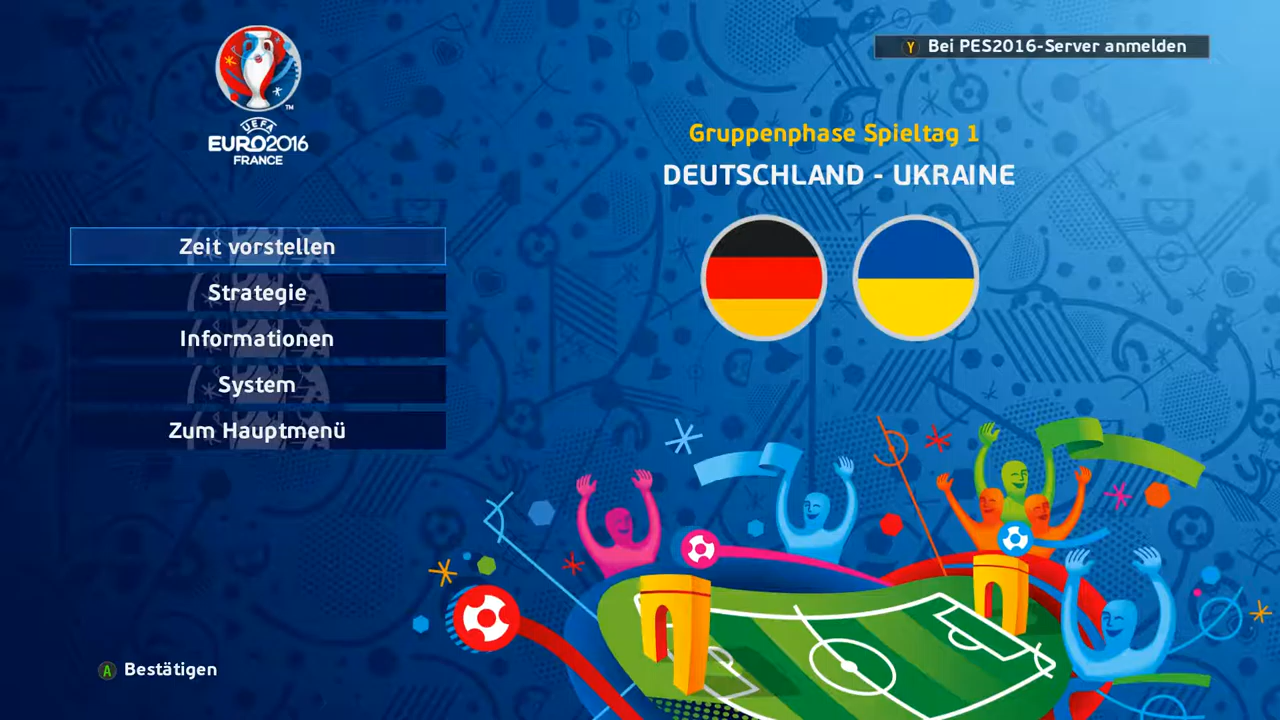 UEFA
EURO2016
FRANCE
Y Bei PES2016-Server anmelden
Gruppenphase Spieltag 1
DEUTSCHLAND - UKRAINE
Zeit vorstellen
Strategie
Informationen
System
Zum Hauptmenü
A Bestätigen